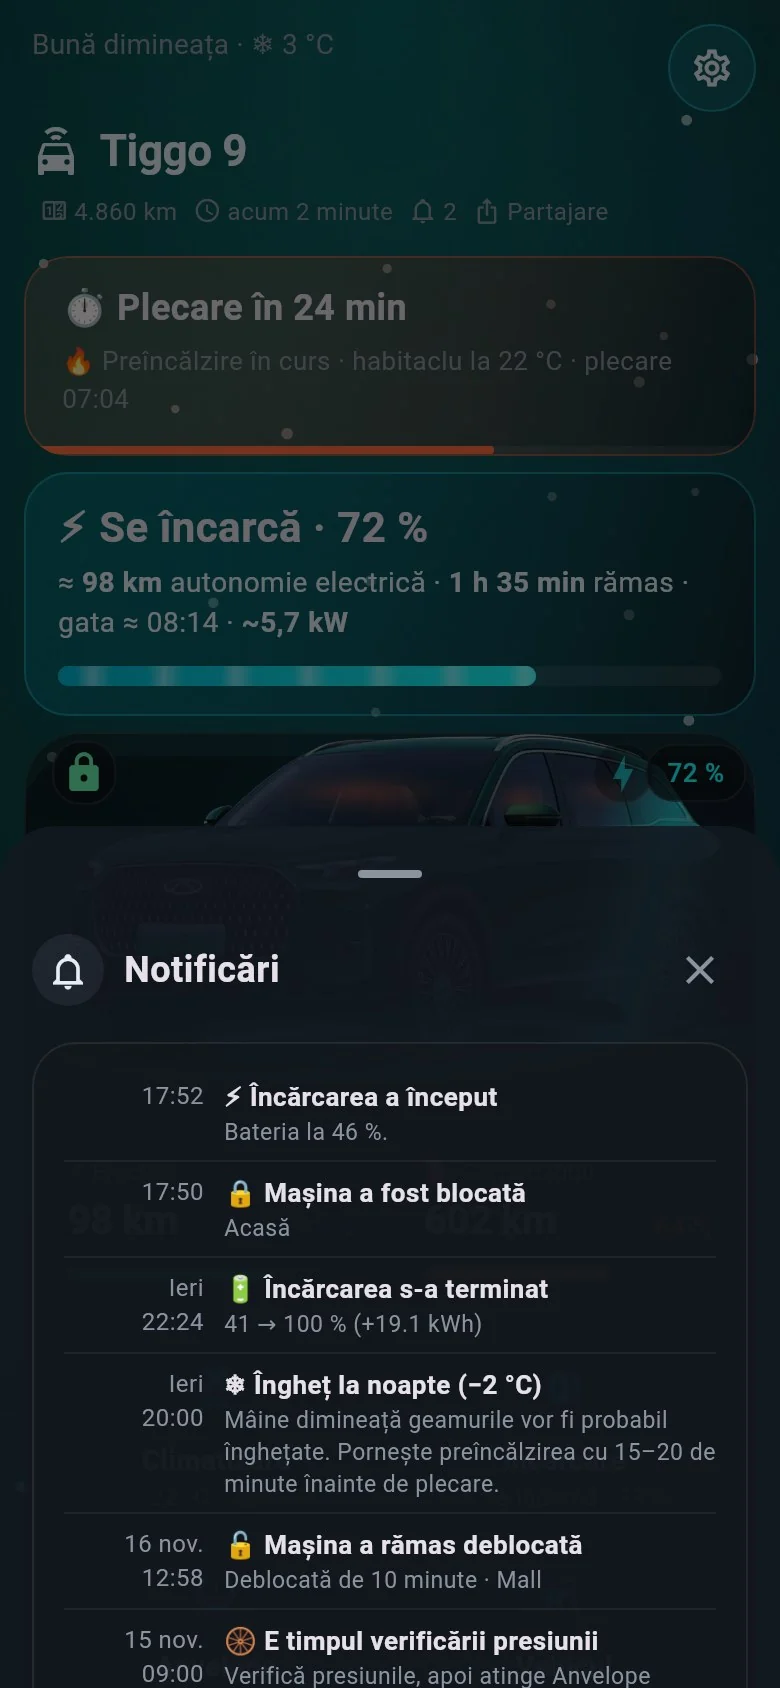 Bună dimineața · ❄ 3 °C
Tiggo 9
4.860 km acum 2 minute 2 Partajare
⏱ Plecare în 24 min
🔥 Preîncălzire în curs · habitaclu la 22 °C · plecare
07:04
⚡ Se încarcă · 72 %
≈ 98 km autonomie electrică · 1 h 35 min rămas ·
gata ≈ 08:14 · ~5,7 kW
72 %
Notificări
17:52 ⚡ Încărcarea a început
Bateria la 46 %.
17:50 🔒 Mașina a fost blocată
Acasă
98 km 602 km
Ieri 🔋 Încărcarea s-a terminat
22:24 41 → 100 % (+19.1 kWh)
Ieri ❄ Îngheț la noapte (−2 °C)
20:00 Mâine dimineață geamurile vor fi probabil
înghețate. Pornește preîncălzirea cu 15–20 de
minute înainte de plecare.
16 nov. 🔓 Mașina a rămas deblocată
12:58 Deblocată de 10 minute · Mall
15 nov. 🛞 E timpul verificării presiunii
09:00 Verifică presiunile, apoi atinge Anvelope